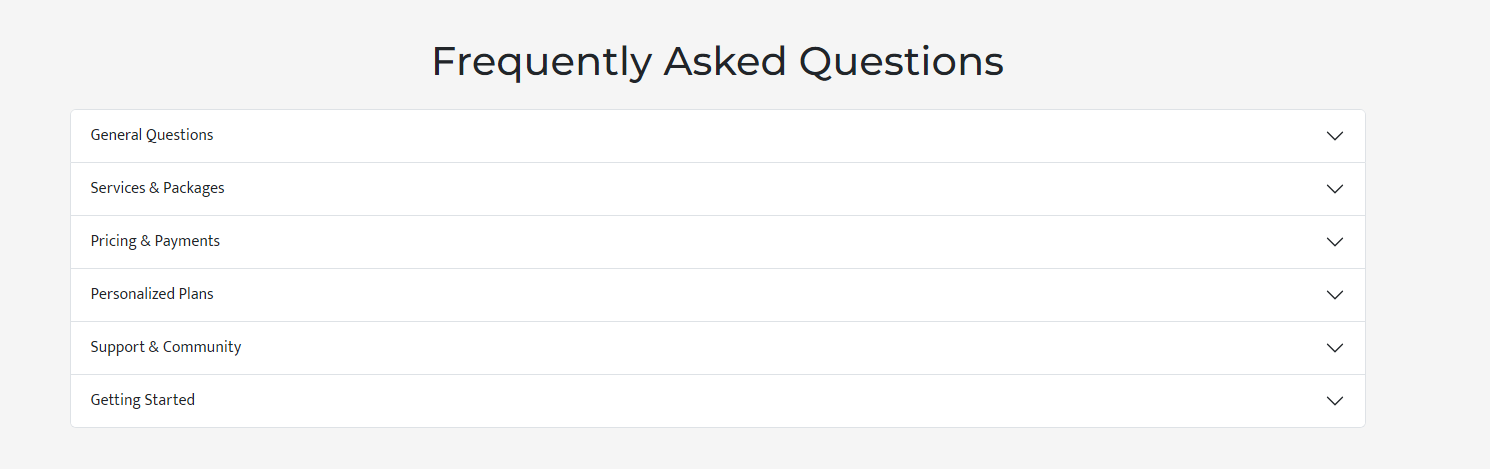 Frequently Asked Questions
General Questions
Services & Packages
Pricing & Payments
Personalized Plans
Support & Community
Getting Started